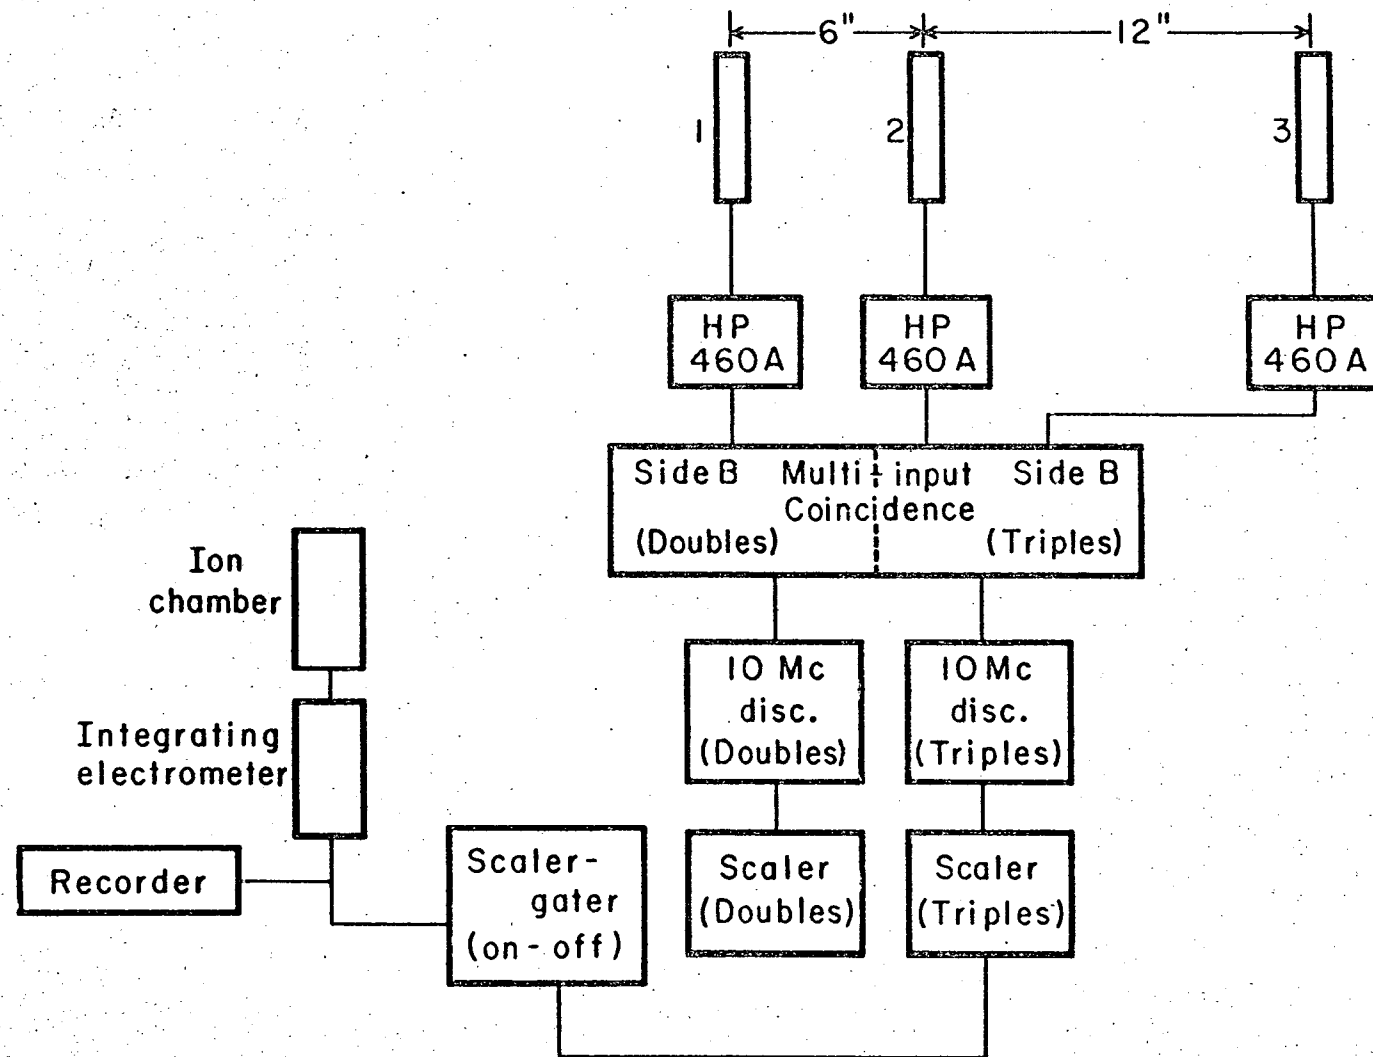 6" 12"
1 2 3
HP
460A
HP
460A
HP
460A
Side B Multi-input Side B
Coincidence
(Doubles) (Triples)
Ion
chamber
Integrating
electrometer
Recorder
Scaler-
gater
(on-off)
10 Mc
disc.
(Doubles)
10 Mc
disc.
(Triples)
Scaler
(Doubles)
Scaler
(Triples)